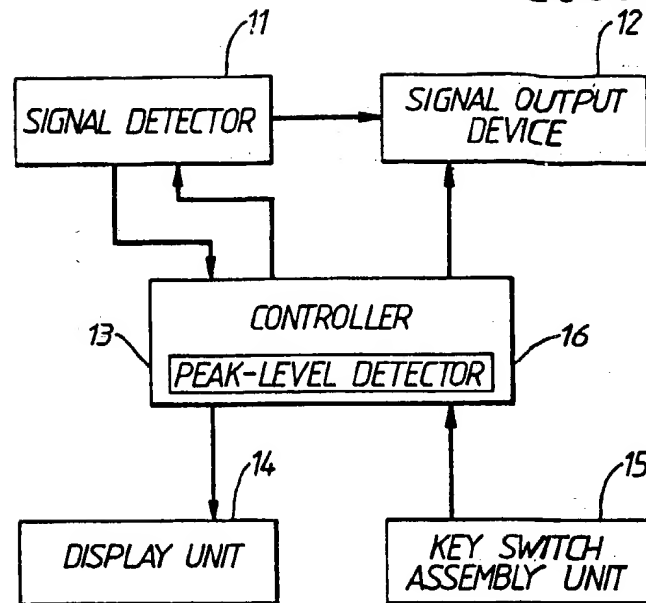 11
12
SIGNAL DETECTOR
SIGNAL OUTPUT
DEVICE
CONTROLLER
13
16
PEAK-LEVEL DETECTOR
14
15
DISPLAY UNIT
KEY SWITCH
ASSEMBLY UNIT